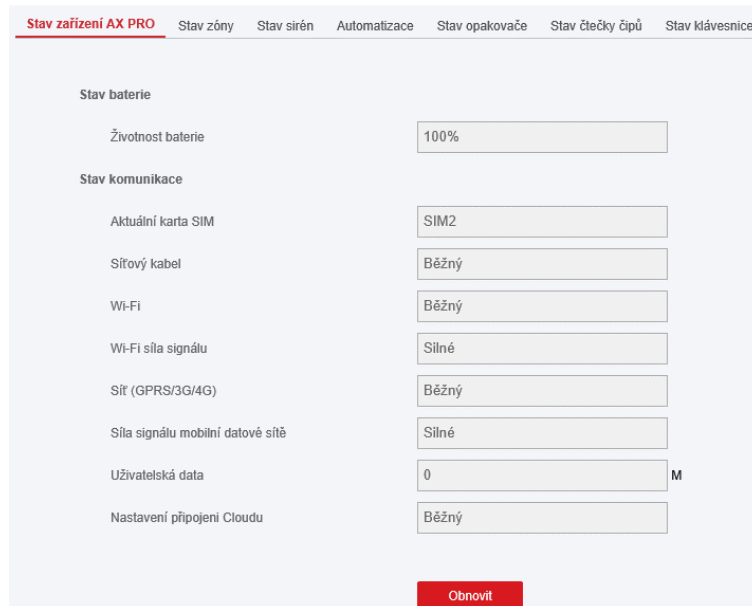 Stav zařízení AX PRO Stav zóny Stav sirén Automatizace Stav opakovače Stav čtečky čipů Stav klávesnice
Stav baterie
Životnost baterie 100%
Stav komunikace
Aktuální karta SIM SIM2
Síťový kabel Běžný
Wi-Fi Běžný
Wi-Fi síla signálu Silné
Síť (GPRS/3G/4G) Běžný
Síla signálu mobilní datové sítě Silné
Uživatelská data 0 M
Nastavení připojeni Cloudu Běžný
Obnovit